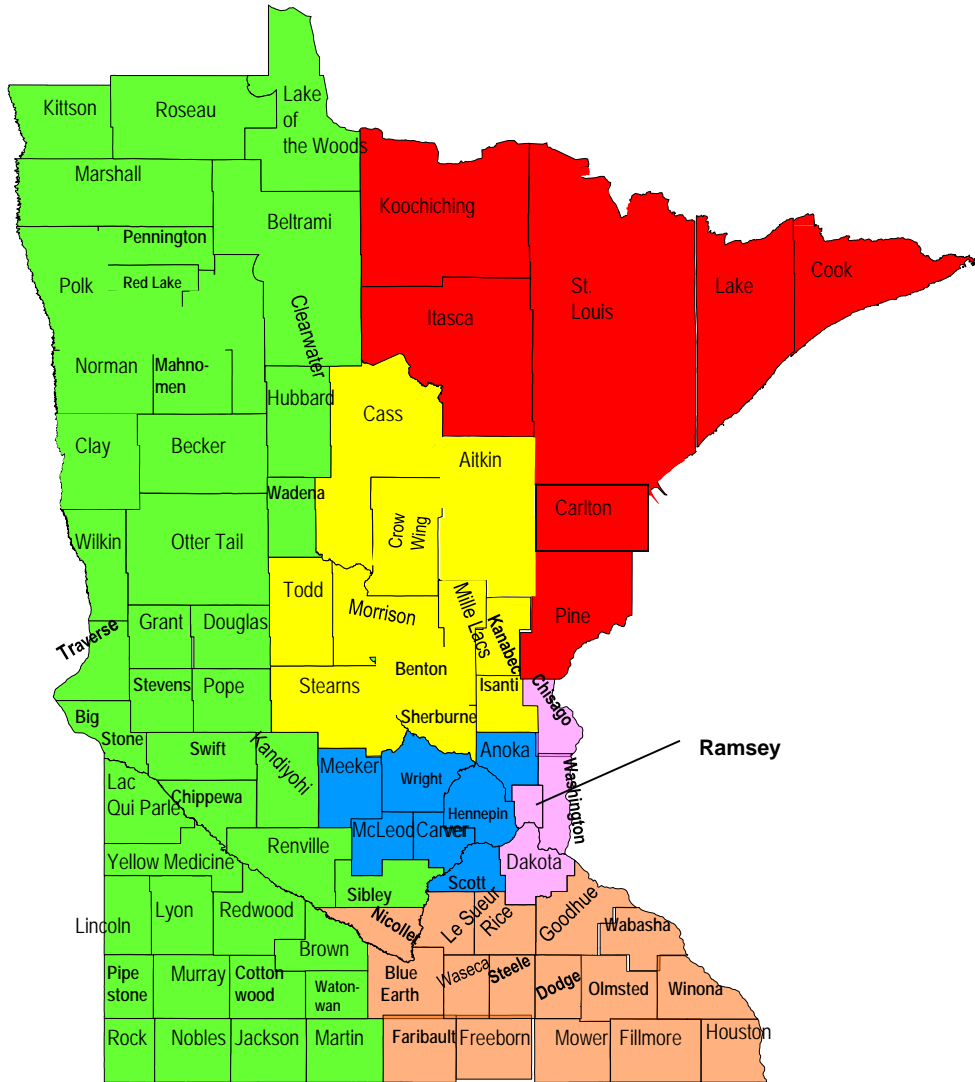 Kittson
Roseau
Lake
of
the Woods
Marshall
Koochiching
Beltrami
Pennington
Polk
Red Lake
St.
Louis
Lake
Cook
Clearwater
Itasca
Norman
Mahno-
men
Hubbard
Cass
Clay
Becker
Aitkin
Wadena
Crow
Wing
Carlton
Wilkin
Otter Tail
Todd
Morrison
Mille Lacs
Kanabec
Pine
Traverse
Grant
Douglas
Stevens
Pope
Stearns
Benton
Isanti
Chisago
Big
Stone
Sherburne
Swift
Kandiyohi
Meeker
Wright
Anoka
Ramsey
Washington
Lac
Qui Parle
Chippewa
Hennepin
McLeod
Carver
Renville
Yellow Medicine
Dakota
Sibley
Scott
Lincoln
Lyon
Redwood
Nicollet
Le Sueur
Rice
Goodhue
Wabasha
Brown
Pipe
stone
Murray
Cotton
wood
Waton-
wan
Blue
Earth
Waseca
Steele
Dodge
Olmsted
Winona
Rock
Nobles
Jackson
Martin
Faribault
Freeborn
Mower
Fillmore
Houston